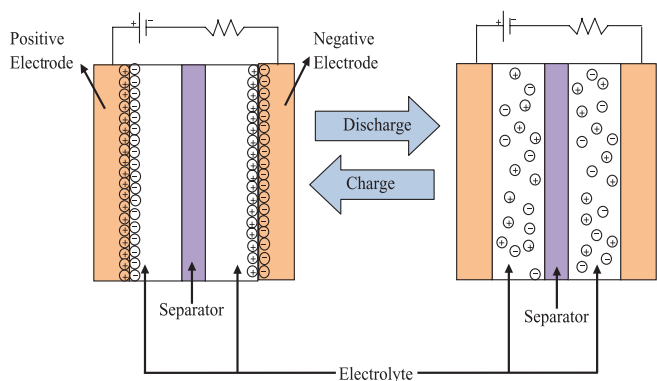 Positive
Electrode
Negative
Electrode
Discharge
Charge
Separator
Separator
Electrolyte